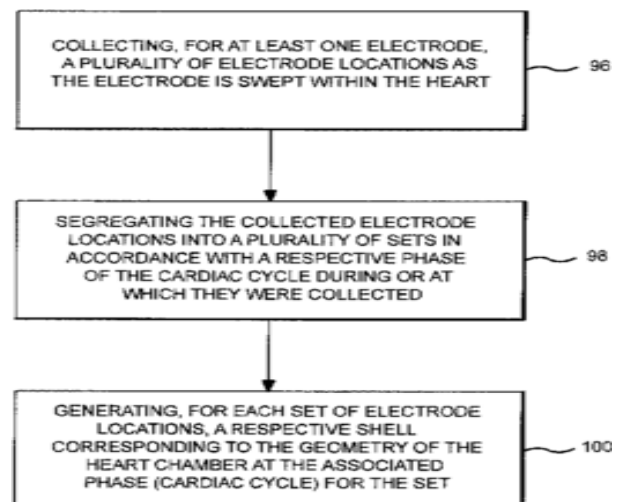 COLLECTING, FOR AT LEAST ONE ELECTRODE,
A PLURALITY OF ELECTRODE LOCATIONS AS
THE ELECTRODE IS SWEPT WITHIN THE HEART
96
SEGREGATING THE COLLECTED ELECTRODE
LOCATIONS INTO A PLURALITY OF SETS IN
ACCORDANCE WITH A RESPECTIVE PHASE
OF THE CARDIAC CYCLE DURING OR AT
WHICH THEY WERE COLLECTED
98
GENERATING, FOR EACH SET OF ELECTRODE
LOCATIONS, A RESPECTIVE SHELL
CORRESPONDING TO THE GEOMETRY OF THE
HEART CHAMBER AT THE ASSOCIATED
PHASE (CARDIAC CYCLE) FOR THE SET
100